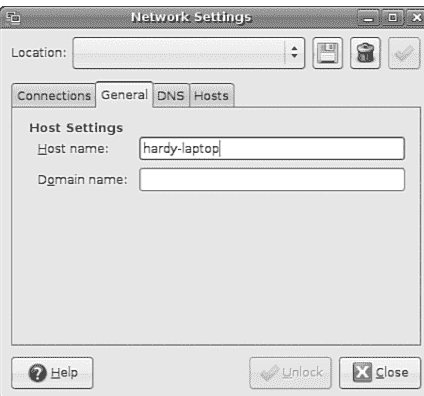 Network Settings
Location:
Connections General DNS Hosts
Host Settings
Host name: hardy-laptop
Domain name:
Help Unlock Close